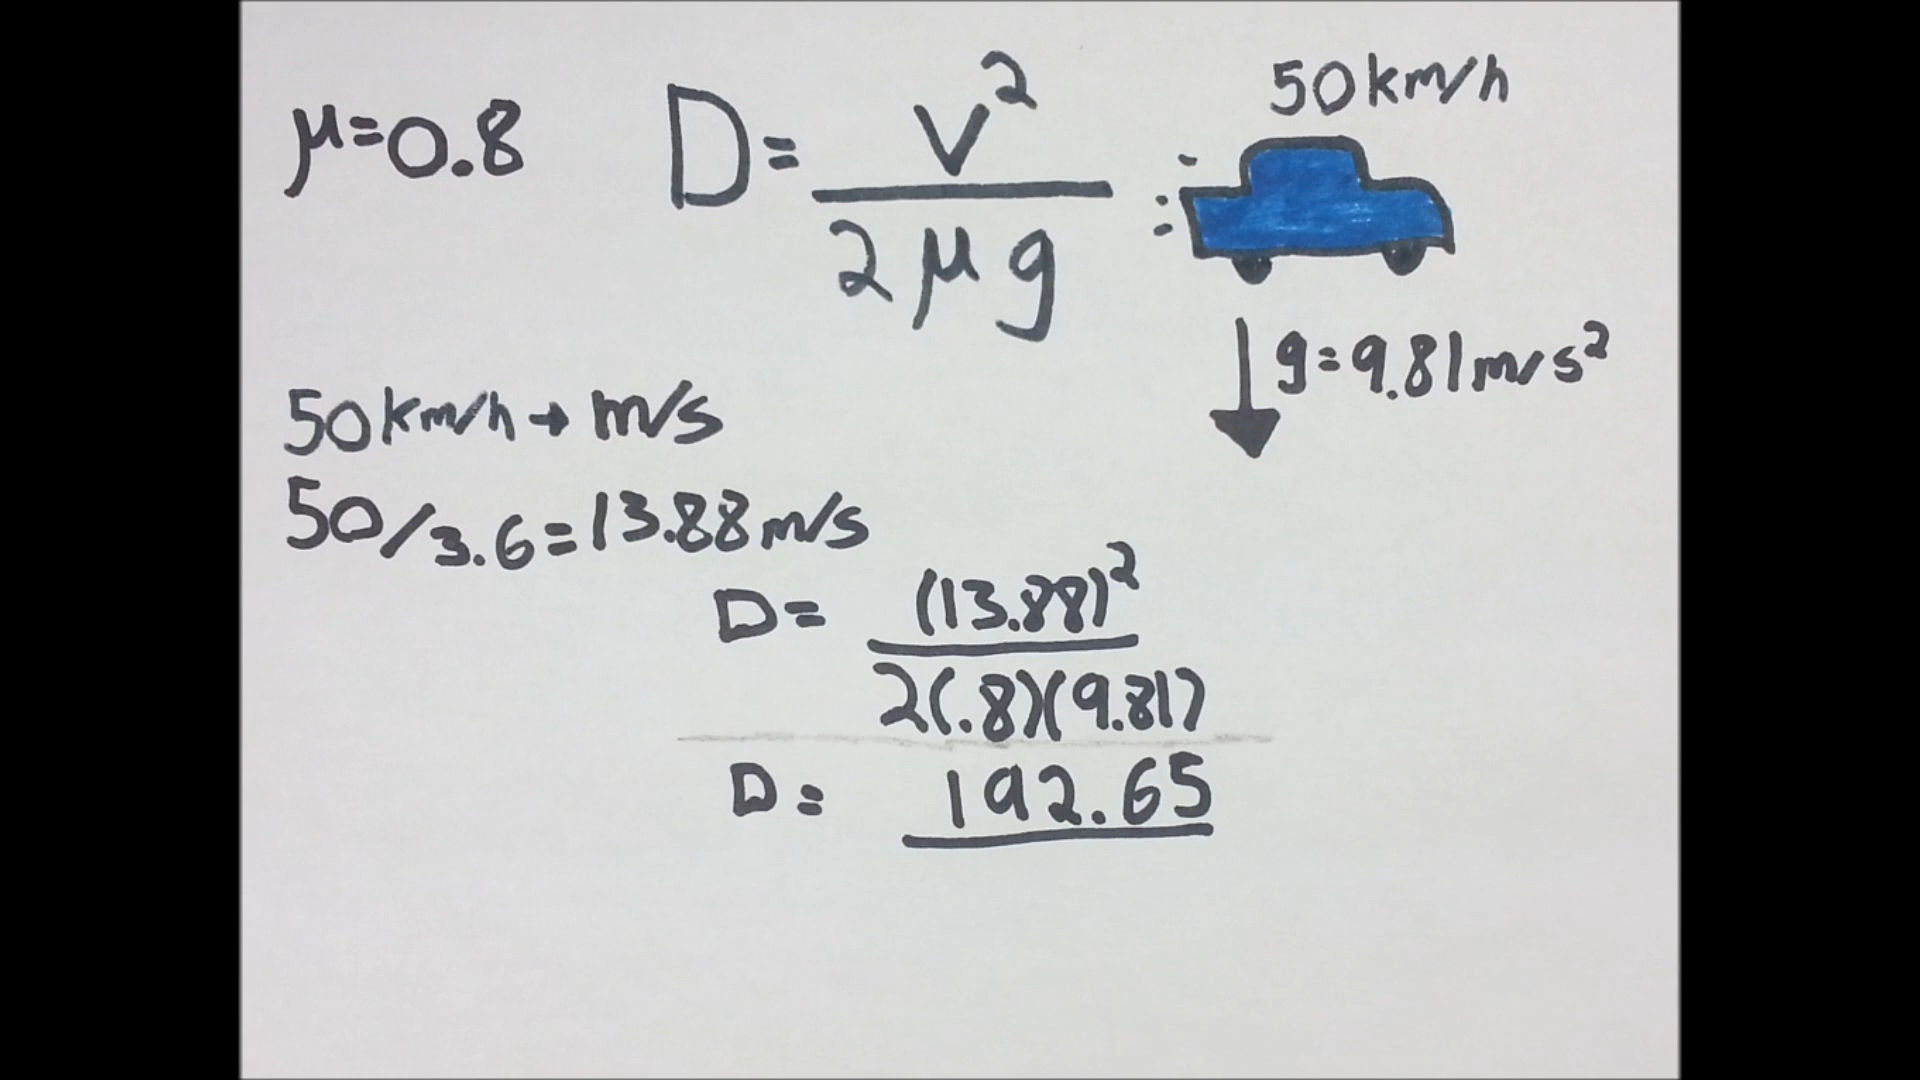 50km/h
μ=0.8
D= v²
2μg
g=9.81m/s²
50km/h→m/s
50/3.6=13.88m/s
D= (13.88)²
2(.8)(9.81)
D= 192.65